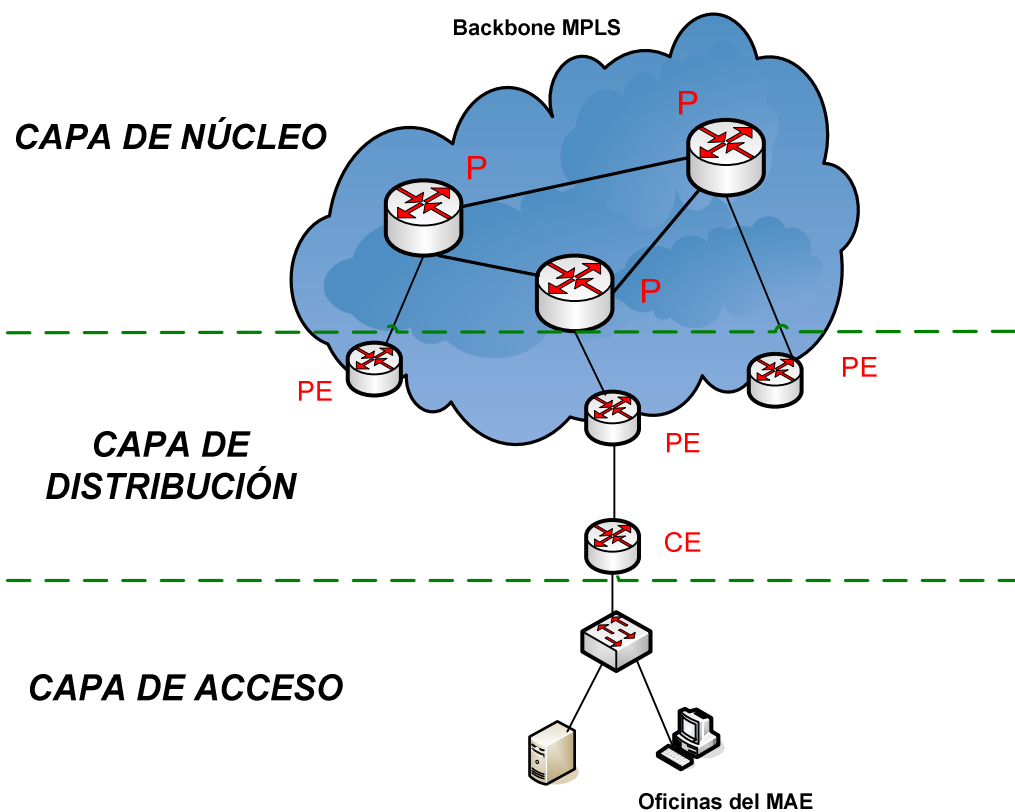 Backbone MPLS
CAPA DE NÚCLEO
P
P
P
PE
PE
CAPA DE
DISTRIBUCIÓN
PE
CE
CAPA DE ACCESO
Oficinas del MAE